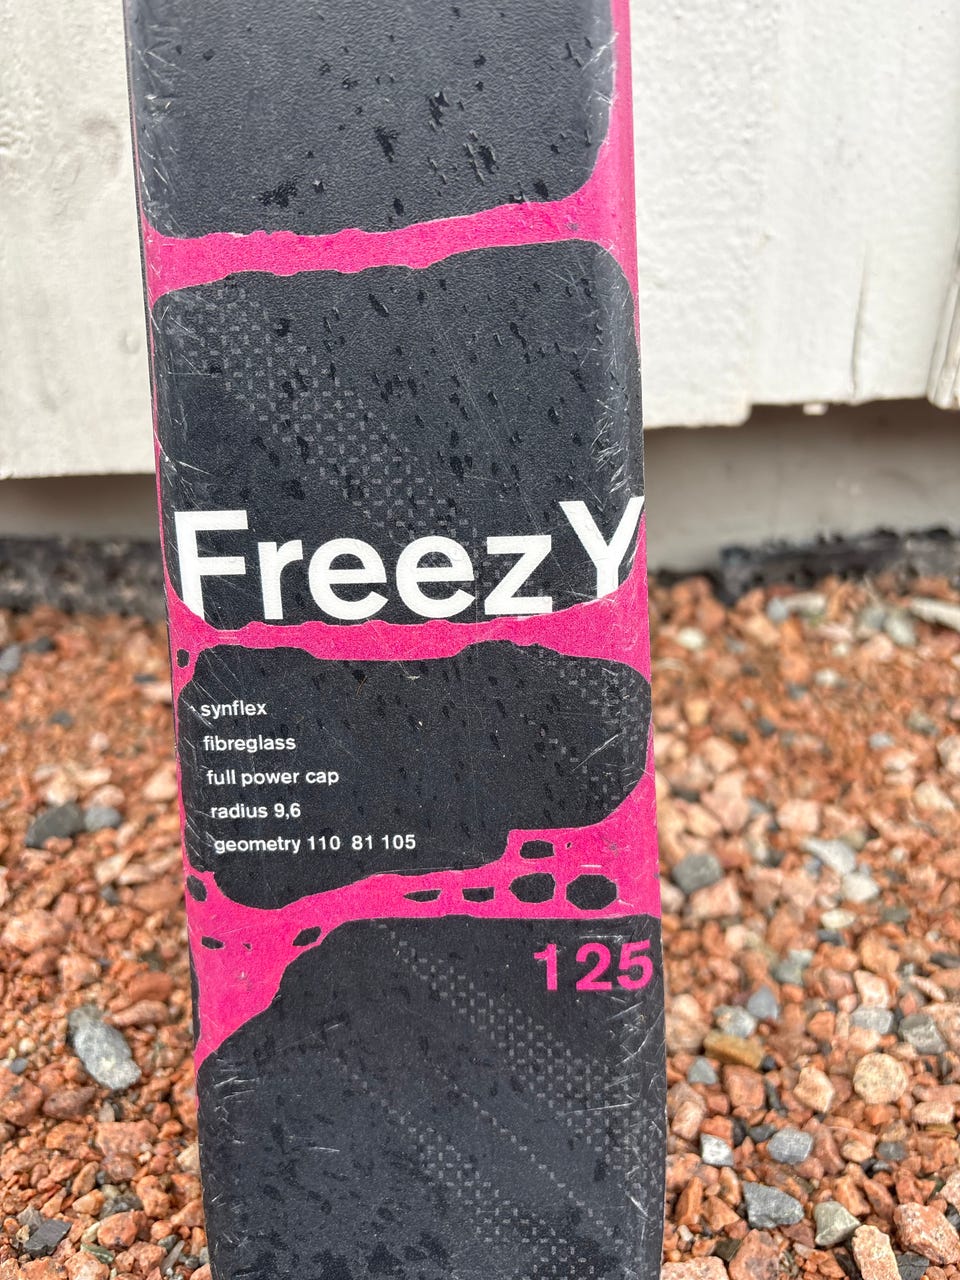 FreezY
synflex
fibreglass
full power cap
radius 9,6
geometry 110 81 105
125